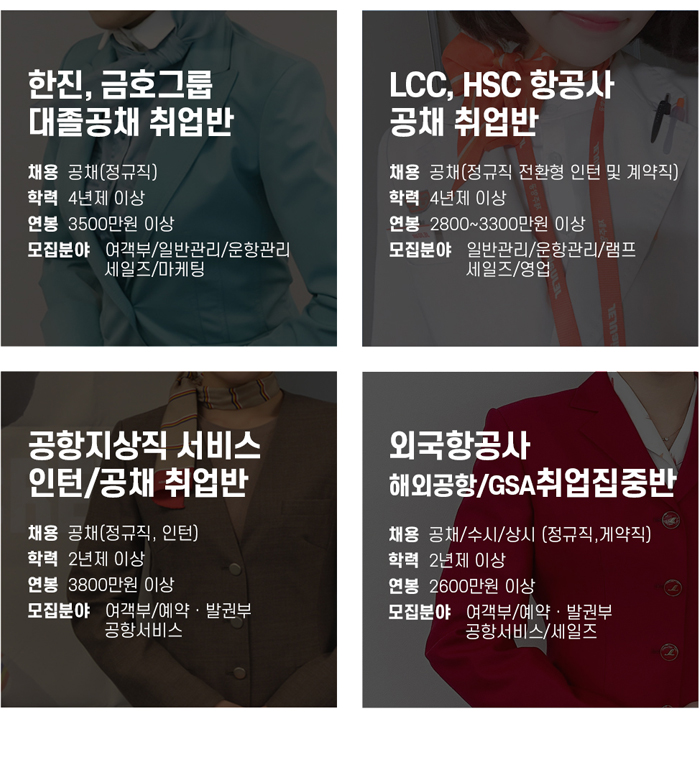 한진, 금호그룹
대졸공채 취업반
채용 공채(정규직)
학력 4년제 이상
연봉 3500만원 이상
모집분야 여객부/일반관리/운항관리
세일즈/마케팅
LCC, HSC 항공사
공채 취업반
채용 공채(정규직 전환형 인턴 및 계약직)
학력 4년제 이상
연봉 2800~3300만원 이상
모집분야 일반관리/운항관리/램프
세일즈/영업
공항지상직 서비스
인턴/공채 취업반
채용 공채(정규직, 인턴)
학력 2년제 이상
연봉 3800만원 이상
모집분야 여객부/예약 · 발권부
공항서비스
외국항공사
해외공항/GSA취업집중반
채용 공채/수시/상시 (정규직,게약직)
학력 2년제 이상
연봉 2600만원 이상
모집분야 여객부/예약 · 발권부
공항서비스/세일즈